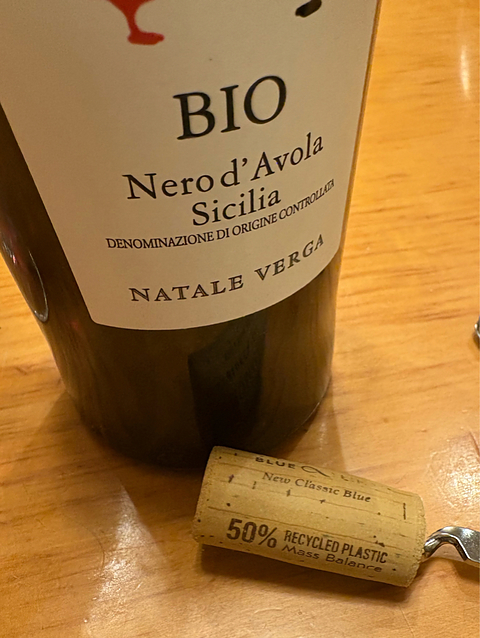 BIO
Nero d'Avola
Sicilia
DENOMINAZIONE DI ORIGINE CONTROLLATA
NATALE VERGA
BLUE
New Classic Blue
50% RECYCLED PLASTIC
Mass Balance